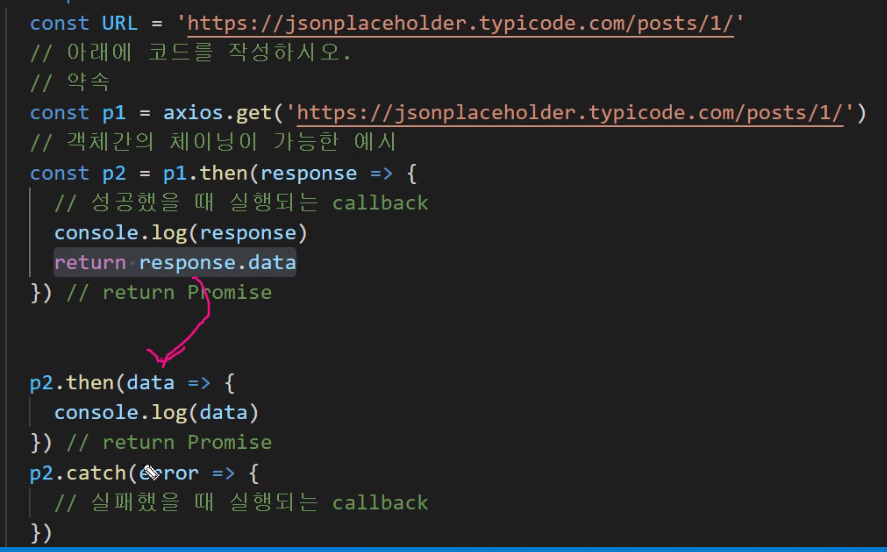 const URL = 'https://jsonplaceholder.typicode.com/posts/1/'
// 아래에 코드를 작성하시오.
// 약속
const p1 = axios.get('https://jsonplaceholder.typicode.com/posts/1/')
// 객체간의 체이닝이 가능한 예시
const p2 = p1.then(response => {
// 성공했을 때 실행되는 callback
console.log(response)
return response.data
}) // return Promise
p2.then(data => {
console.log(data)
}) // return Promise
p2.catch(error => {
// 실패했을 때 실행되는 callback
})